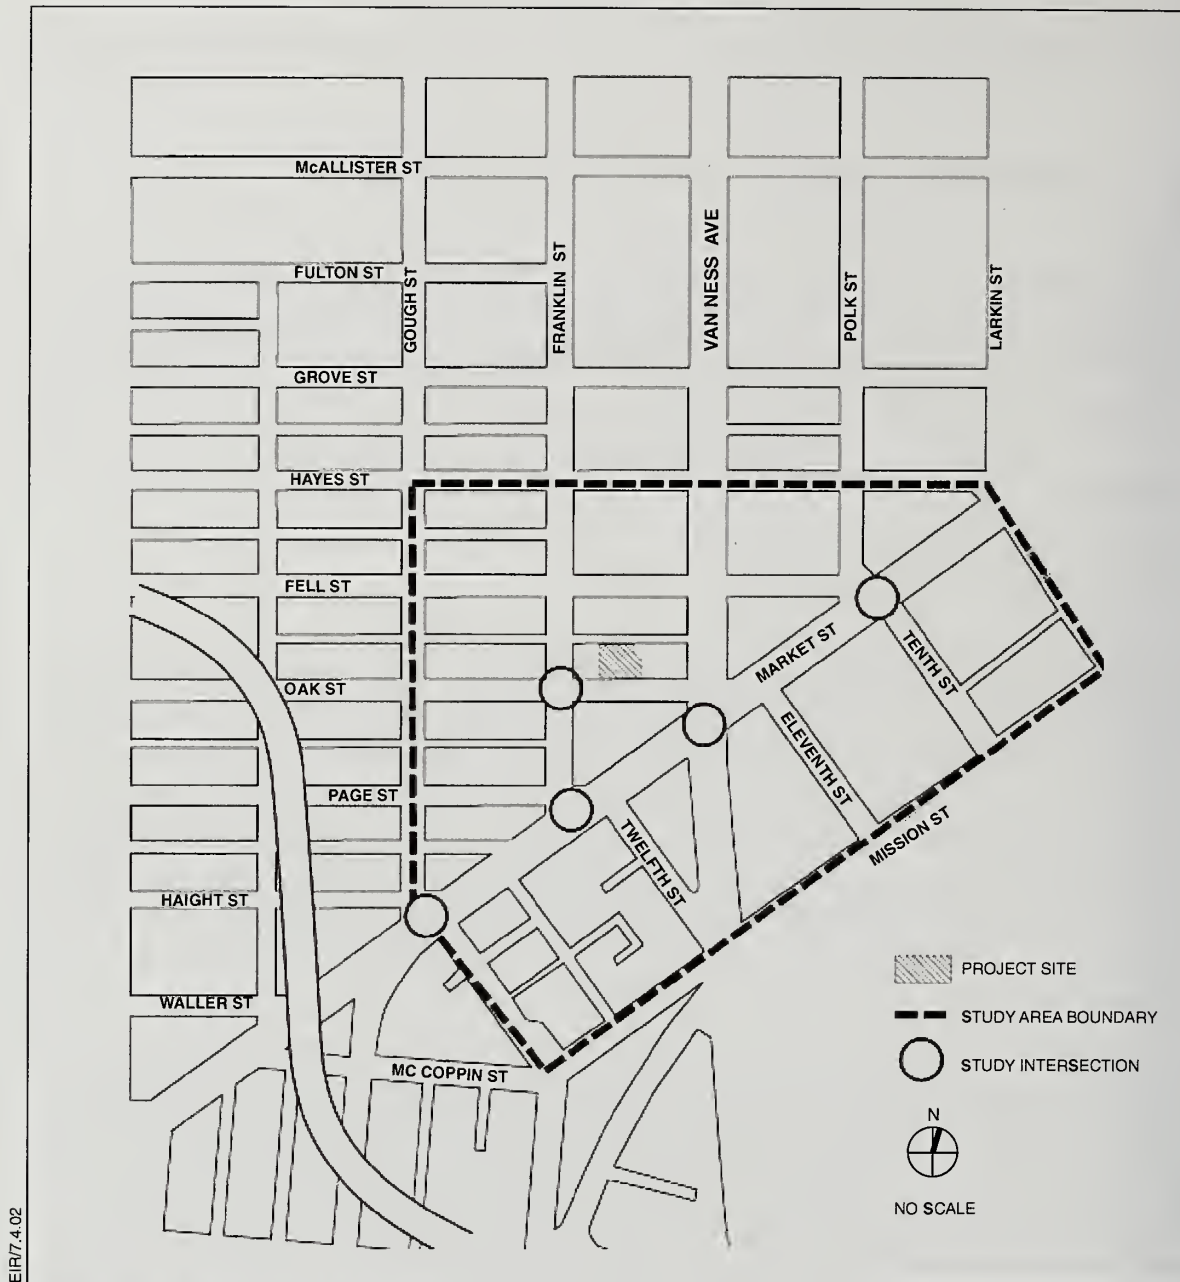 McALLISTER ST
FULTON ST
GOUGH ST
FRANKLIN ST
VAN NESS AVE
POLK ST
LARKIN ST
GROVE ST
HAYES ST
FELL ST
OAK ST
MARKET ST
TENTH ST
ELEVENTH ST
PAGE ST
TWELFTH ST
MISSION ST
HAIGHT ST
WALLER ST
MC COPPIN ST
PROJECT SITE
STUDY AREA BOUNDARY
STUDY INTERSECTION
N
NO SCALE
EIR/7.4.02